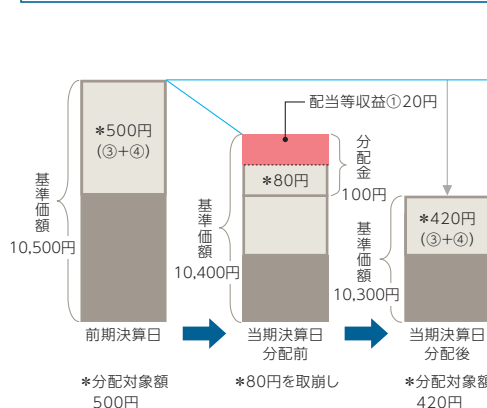 配当等収益①20円
*500円
(③+④)
分配金
*80円
100円
基準価額
10,500円
基準価額
10,400円
*420円
(③+④)
基準価額
10,300円
前期決算日
当期決算日
分配前
当期決算日
分配後
*分配対象額
500円
*80円を取崩し
*分配対象額
420円